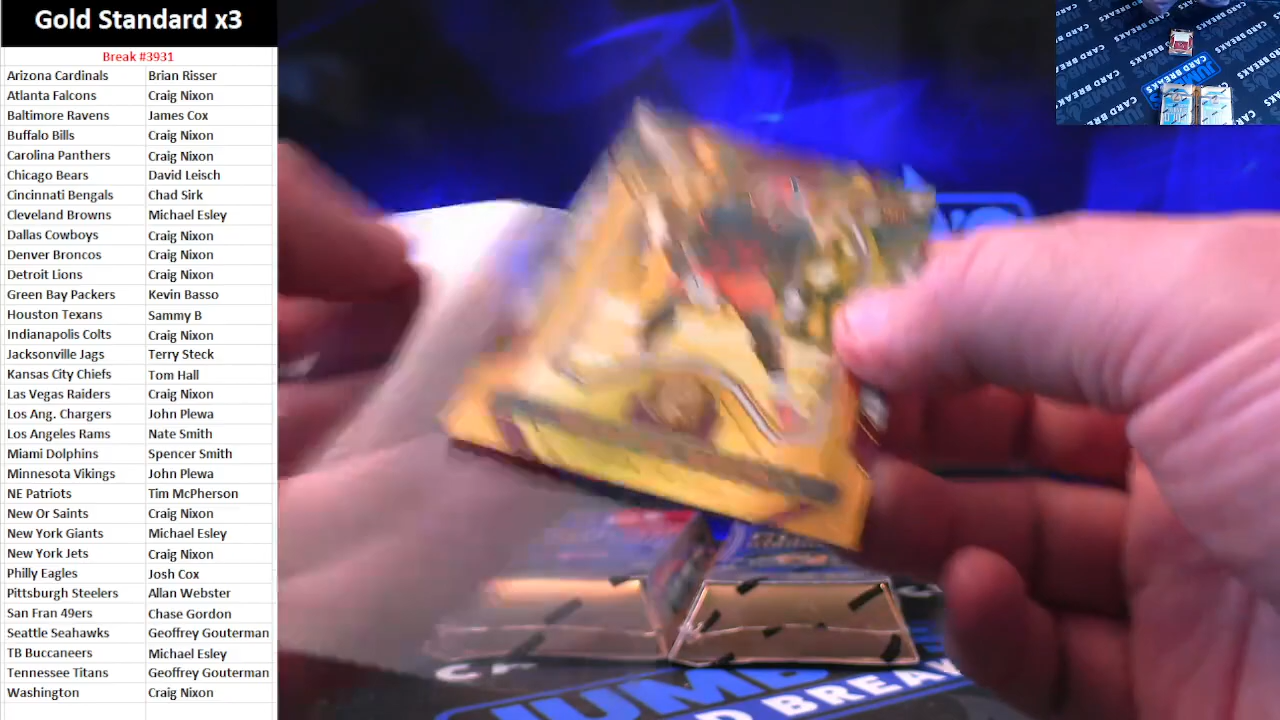 Gold Standard x3
Break #3931
Arizona Cardinals Brian Risser
Atlanta Falcons Craig Nixon
Baltimore Ravens James Cox
Buffalo Bills Craig Nixon
Carolina Panthers Craig Nixon
Chicago Bears David Leisch
Cincinnati Bengals Chad Sirk
Cleveland Browns Michael Esley
Dallas Cowboys Craig Nixon
Denver Broncos Craig Nixon
Detroit Lions Craig Nixon
Green Bay Packers Kevin Basso
Houston Texans Sammy B
Indianapolis Colts Craig Nixon
Jacksonville Jags Terry Steck
Kansas City Chiefs Tom Hall
Las Vegas Raiders Craig Nixon
Los Ang. Chargers John Plewa
Los Angeles Rams Nate Smith
Miami Dolphins Spencer Smith
Minnesota Vikings John Plewa
NE Patriots Tim McPherson
New Or Saints Craig Nixon
New York Giants Michael Esley
New York Jets Craig Nixon
Philly Eagles Josh Cox
Pittsburgh Steelers Allan Webster
San Fran 49ers Chase Gordon
Seattle Seahawks Geoffrey Gouterman
TB Buccaneers Michael Esley
Tennessee Titans Geoffrey Gouterman
Washington Craig Nixon
CARD BREAKS
CARD BREAKS